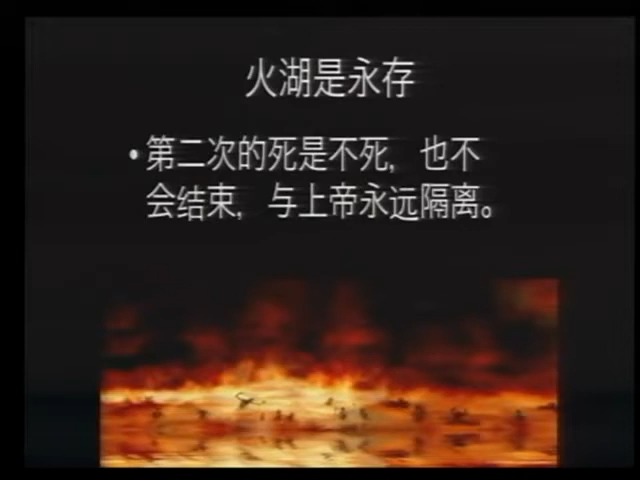 火湖是永存
• 第二次的死是不死, 也不
会结束, 与上帝永远隔离。